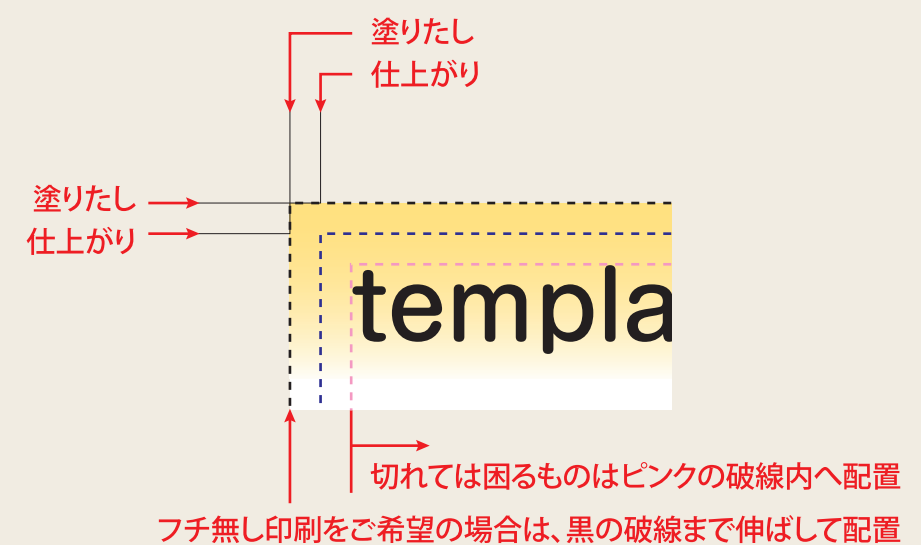 塗りたし
仕上がり
塗りたし
仕上がり
templa
切れては困るものはピンクの破線内へ配置
フチ無し印刷をご希望の場合は、黒の破線まで伸ばして配置